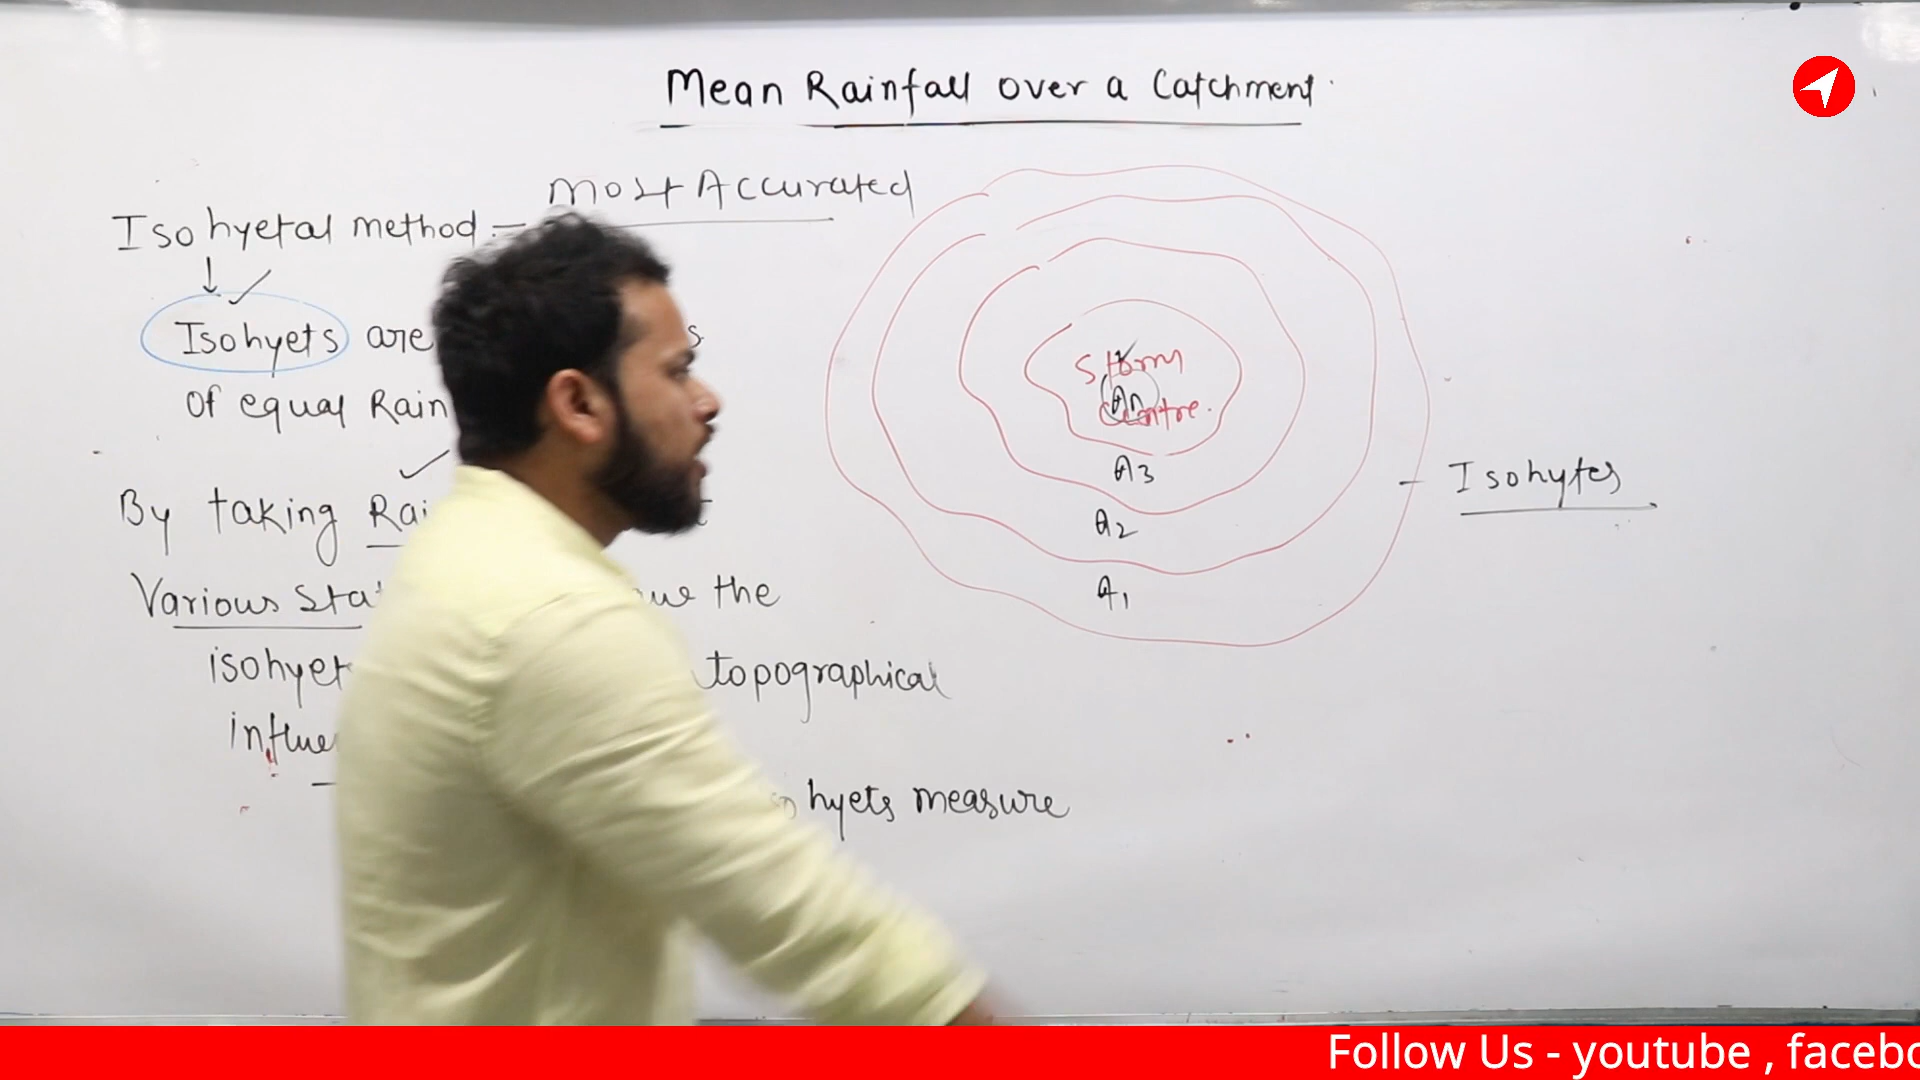 Mean Rainfall over a Catchment
Most Accurated
Isohyetal method :-
Isohyets are
of equal Rain
By taking Rai
Various Sta
the
isohyet
topographical
influe
hyets measure
Storm
An
Centre.
A3
A2
A1
- Isohytes
Follow Us - youtube , facebo